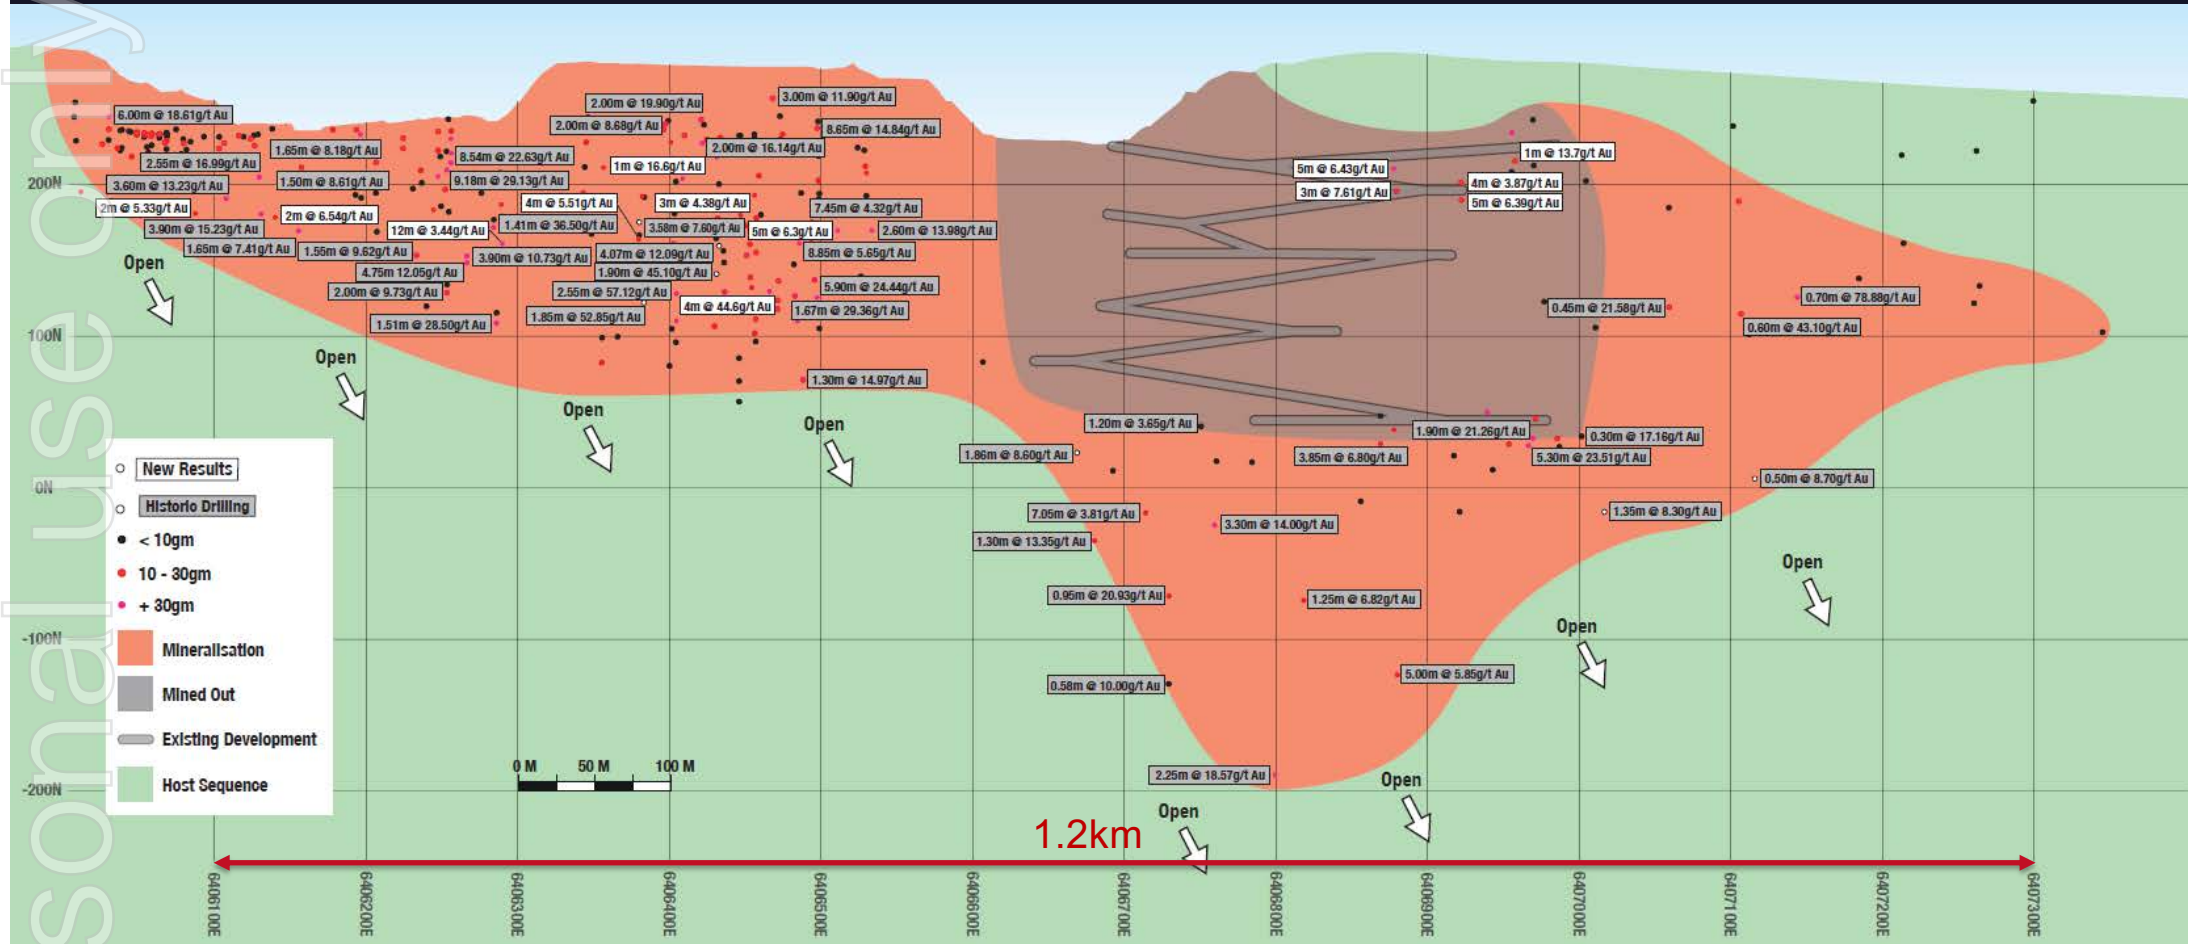 sonal use only
6.00m @ 18.61g/t Au
2.00m @ 19.90g/t Au
3.00m @ 11.90g/t Au
2.00m @ 8.68g/t Au
8.65m @ 14.84g/t Au
2.55m @ 16.99g/t Au
1.65m @ 8.18g/t Au
8.54m @ 22.63g/t Au
2.00m @ 16.14g/t Au
1m @ 16.6g/t Au
5m @ 6.43g/t Au
1m @ 13.7g/t Au
200N
3.60m @ 13.23g/t Au
1.50m @ 8.61g/t Au
9.18m @ 29.13g/t Au
3m @ 7.61g/t Au
4m @ 3.87g/t Au
5m @ 6.39g/t Au
2m @ 5.33g/t Au
2m @ 6.54g/t Au
4m @ 5.51g/t Au
3m @ 4.38g/t Au
7.45m @ 4.32g/t Au
3.90m @ 15.23g/t Au
12m @ 3.44g/t Au
1.41m @ 36.50g/t Au
3.58m @ 7.60g/t Au
5m @ 6.3g/t Au
2.60m @ 13.98g/t Au
1.65m @ 7.41g/t Au
1.55m @ 9.62g/t Au
3.90m @ 10.73g/t Au
4.07m @ 12.09g/t Au
8.85m @ 5.65g/t Au
Open
4.75m 12.05g/t Au
1.90m @ 45.10g/t Au
2.00m @ 9.73g/t Au
2.55m @ 57.12g/t Au
5.90m @ 24.44g/t Au
0.70m @ 78.88g/t Au
4m @ 44.6g/t Au
1.67m @ 29.36g/t Au
0.45m @ 21.58g/t Au
1.51m @ 28.50g/t Au
1.85m @ 52.85g/t Au
0.60m @ 43.10g/t Au
100N
Open
1.30m @ 14.97g/t Au
Open
Open
1.20m @ 3.65g/t Au
1.90m @ 21.26g/t Au
0.30m @ 17.16g/t Au
1.86m @ 8.60g/t Au
3.85m @ 6.80g/t Au
5.30m @ 23.51g/t Au
0N
0.50m @ 8.70g/t Au
7.05m @ 3.81g/t Au
3.30m @ 14.00g/t Au
1.35m @ 8.30g/t Au
1.30m @ 13.35g/t Au
Open
0.95m @ 20.93g/t Au
1.25m @ 6.82g/t Au
-100N
Open
0.58m @ 10.00g/t Au
5.00m @ 5.85g/t Au
2.25m @ 18.57g/t Au
-200N
Open
Open
New Results
Historic Drilling
< 10gm
10 - 30gm
+ 30gm
Mineralisation
Mined Out
Existing Development
Host Sequence
0 M 50 M 100 M
1.2km
6406100E
6406200E
6406300E
6406400E
6406500E
6406600E
6406700E
6406800E
6406900E
6407000E
6407100E
6407200E
6407300E